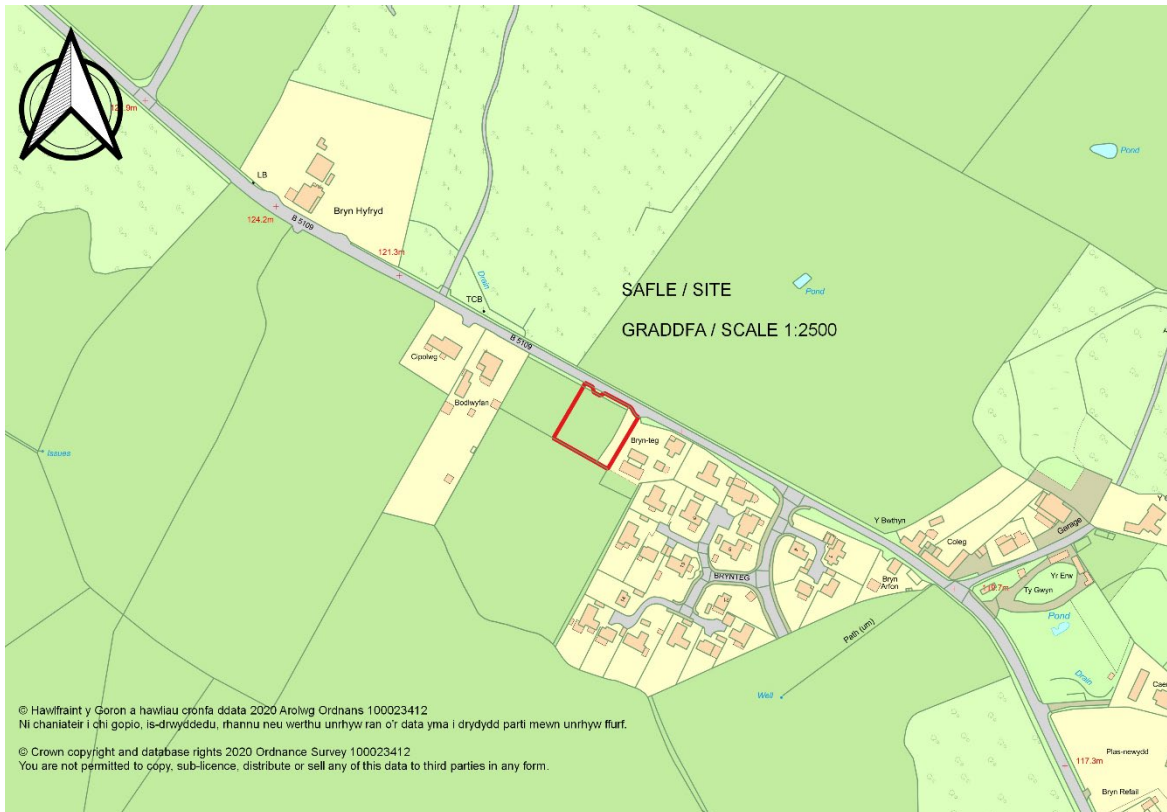 LB
Bryn Hyfryd
124.2m
B 5109
121.3m
Drain
TCB
Pond
Pond
SAFLE / SITE
GRADDFA / SCALE 1:2500
B 5109
Cipolwg
Bodlwyfan
Issues
Bryn-teg
Y Bwthyn
Coleg
Garage
BRYNTEG
Bryn
Arfon
Yr Erw
Ty Gwyn
Pond
Path (um)
Well
Drain
Plas-newydd
117.3m
Bryn Refail
© Hawlfraint y Goron a hawliau cronfa ddata 2020 Arolwg Ordnans 100023412
Ni chaniateir i chi gopïo, is-drwyddedu, rhannu neu werthu unrhyw ran o'r data yma i drydydd parti mewn unrhyw ffurf.
© Crown copyright and database rights 2020 Ordnance Survey 100023412
You are not permitted to copy, sub-licence, distribute or sell any of this data to third parties in any form.